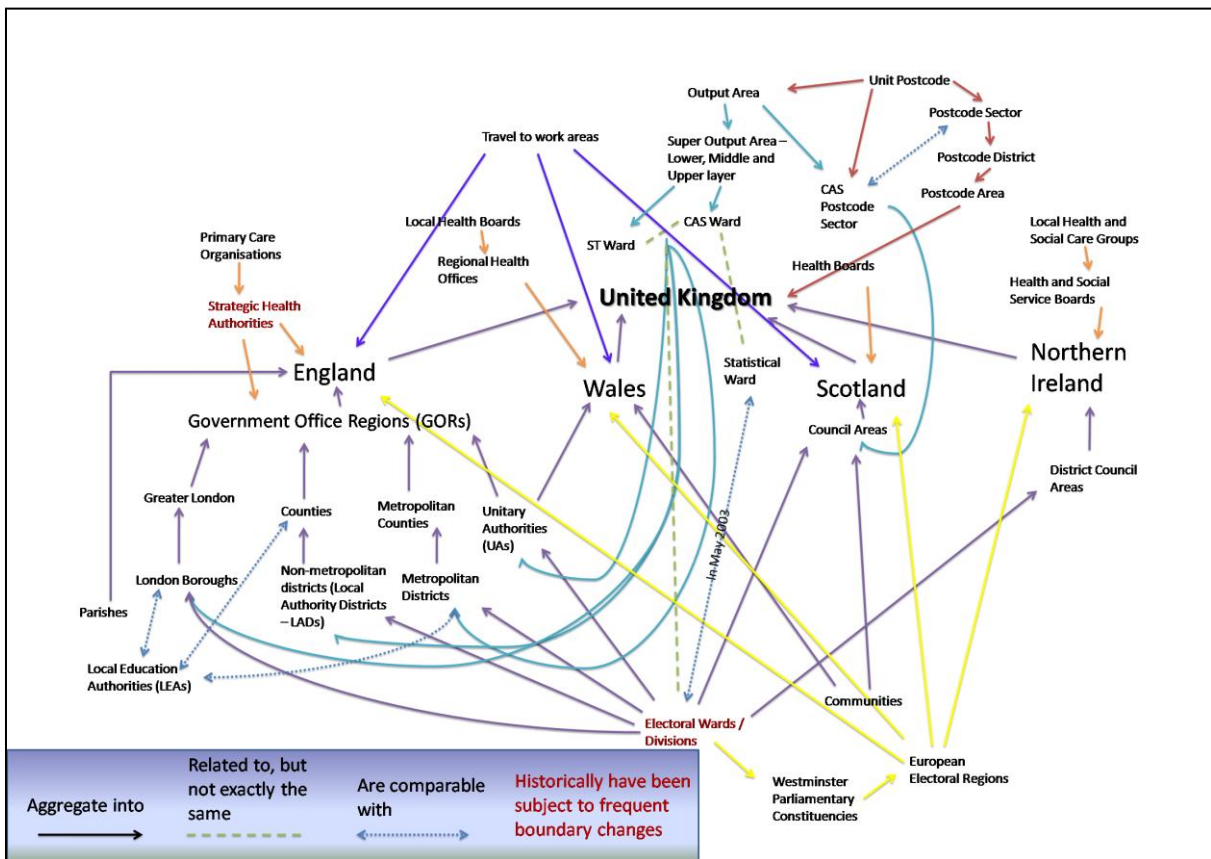 Unit Postcode
Output Area
Postcode Sector
Travel to work areas
Super Output Area –
Lower, Middle and
Upper layer
Postcode District
CAS
Postcode
Sector
Postcode Area
Local Health Boards
CAS Ward
Local Health and
Social Care Groups
Primary Care
Organisations
ST Ward
Regional Health
Offices
Health Boards
Health and Social
Service Boards
Strategic Health
Authorities
United Kingdom
England
Wales
Statistical
Ward
Scotland
Northern
Ireland
Government Office Regions (GORs)
Council Areas
District Council
Areas
Greater London
Counties
Metropolitan
Counties
Unitary
Authorities
(UAs)
In May 2003
London Boroughs
Non-metropolitan
districts (Local
Authority Districts
– LADs)
Metropolitan
Districts
Parishes
Local Education
Authorities (LEAs)
Communities
Electoral Wards /
Divisions
European
Electoral Regions
Westminster
Parliamentary
Constituencies
Aggregate into
Related to, but
not exactly the
same
Are comparable
with
Historically have been
subject to frequent
boundary changes